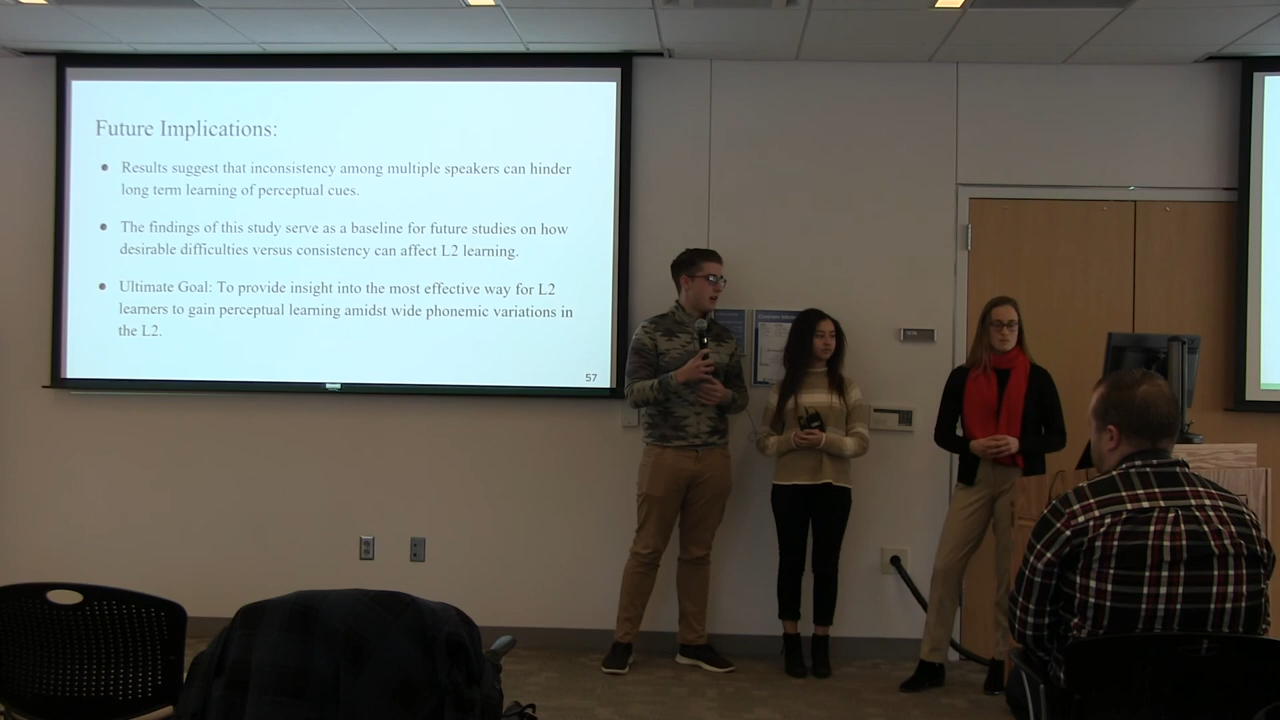 Future Implications:
Results suggest that inconsistency among multiple speakers can hinder
long term learning of perceptual cues.
The findings of this study serve as a baseline for future studies on how
desirable difficulties versus consistency can affect L2 learning.
Ultimate Goal: To provide insight into the most effective way for L2
learners to gain perceptual learning amidst wide phonemic variations in
the L2.
57